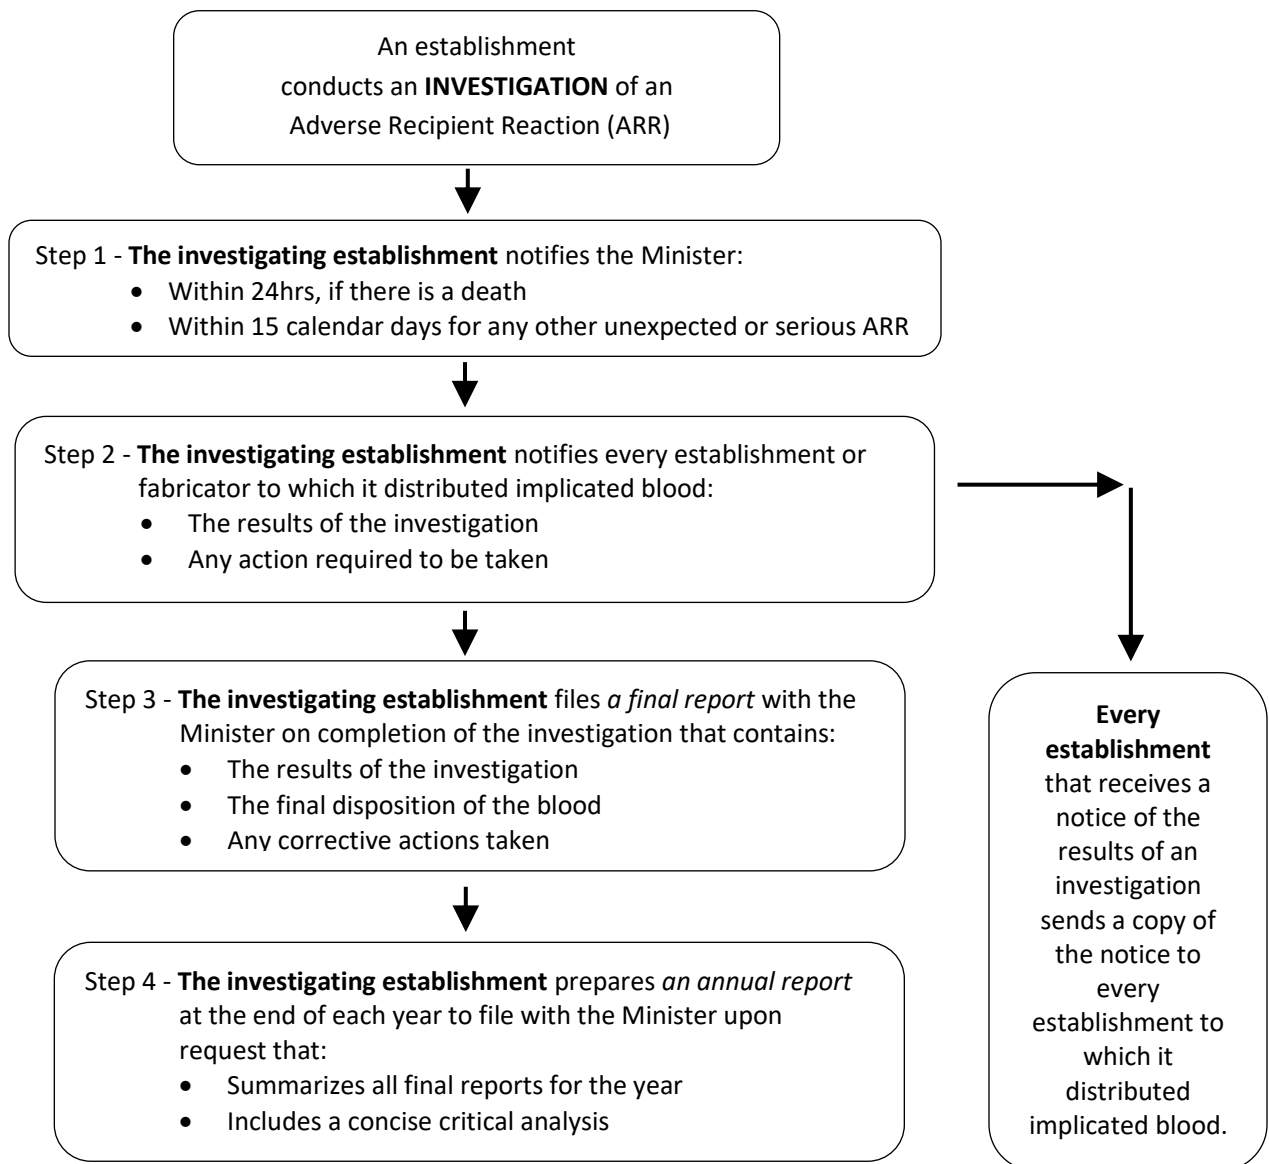 An establishment
conducts an INVESTIGATION of an
Adverse Recipient Reaction (ARR)
Step 1 - The investigating establishment notifies the Minister:
• Within 24hrs, if there is a death
• Within 15 calendar days for any other unexpected or serious ARR
Step 2 - The investigating establishment notifies every establishment or
fabricator to which it distributed implicated blood:
• The results of the investigation
• Any action required to be taken
Step 3 - The investigating establishment files a final report with the
Minister on completion of the investigation that contains:
• The results of the investigation
• The final disposition of the blood
• Any corrective actions taken
Step 4 - The investigating establishment prepares an annual report
at the end of each year to file with the Minister upon
request that:
• Summarizes all final reports for the year
• Includes a concise critical analysis
Every
establishment
that receives a
notice of the
results of an
investigation
sends a copy of
the notice to
every
establishment to
which it
distributed
implicated blood.